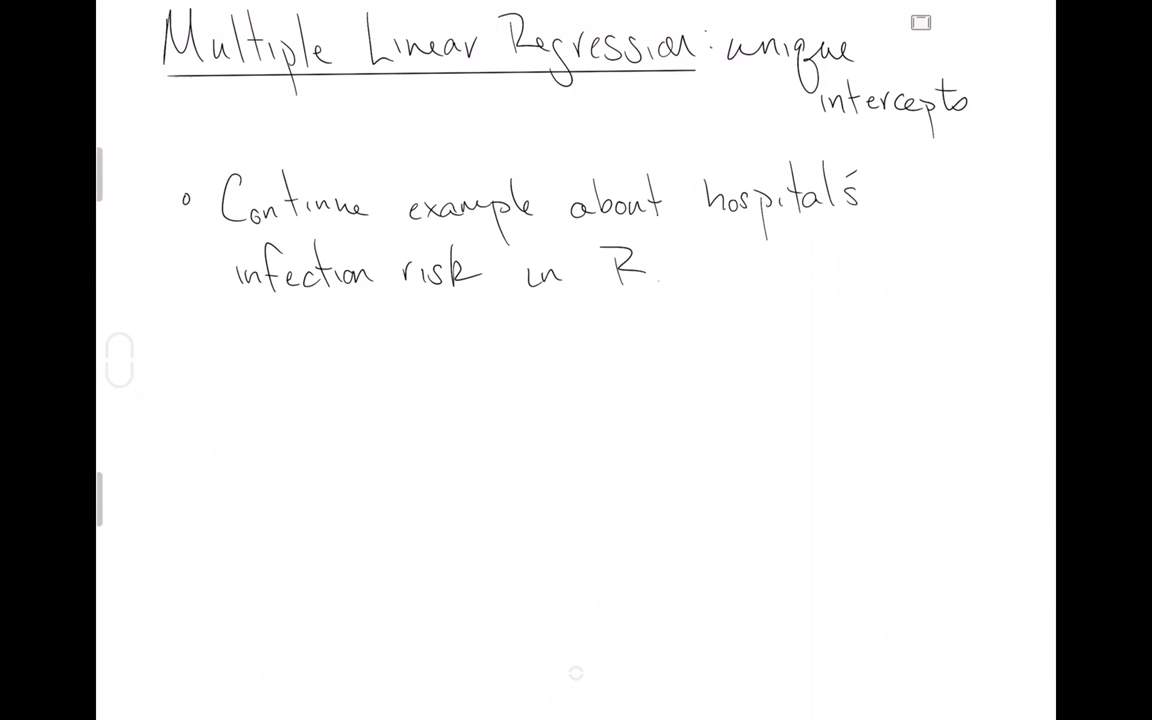 Multiple Linear Regression: unique
intercepts
• Continue example about hospital's
infection risk in R.